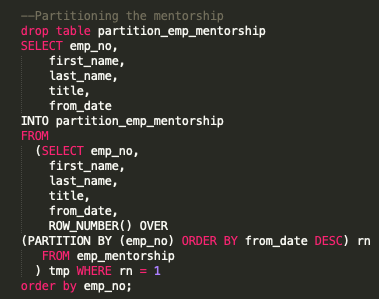 --Partitioning the mentorship
drop table partition_emp_mentorship
SELECT emp_no,
first_name,
last_name,
title,
from_date
INTO partition_emp_mentorship
FROM
(SELECT emp_no,
first_name,
last_name,
title,
from_date,
ROW_NUMBER() OVER
(PARTITION BY (emp_no) ORDER BY from_date DESC) rn
FROM emp_mentorship
) tmp WHERE rn = 1
order by emp_no;